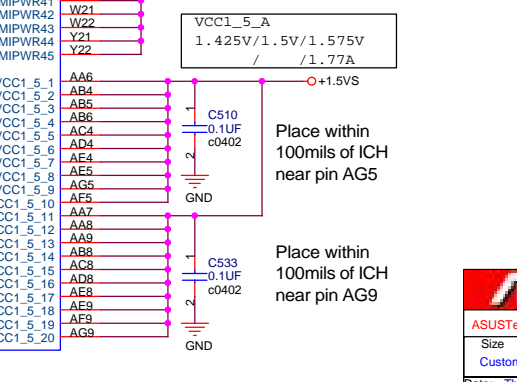 MIPWR41
MIPWR42 W21
MIPWR43 W22
MIPWR44 Y21
MIPWR45 Y22
VCC1_5_A
1.425V/1.5V/1.575V
/ /1.77A
+1.5VS
VCC1_5_1 AA6
VCC1_5_2 AB4
VCC1_5_3 AB5
VCC1_5_4 AB6
VCC1_5_5 AC4
VCC1_5_6 AD4
VCC1_5_7 AE4
VCC1_5_8 AE5
VCC1_5_9 AG5
CC1_5_10 AF5
CC1_5_11 AA7
CC1_5_12 AA8
CC1_5_13 AA9
CC1_5_14 AB8
CC1_5_15 AC8
CC1_5_16 AD8
CC1_5_17 AE8
CC1_5_18 AE9
CC1_5_19 AF9
CC1_5_20 AG9
1
C510
0.1UF
c0402
2
GND
Place within
100mils of ICH
near pin AG5
1
C533
0.1UF
c0402
2
GND
Place within
100mils of ICH
near pin AG9
ASUSTe
Size
Custom